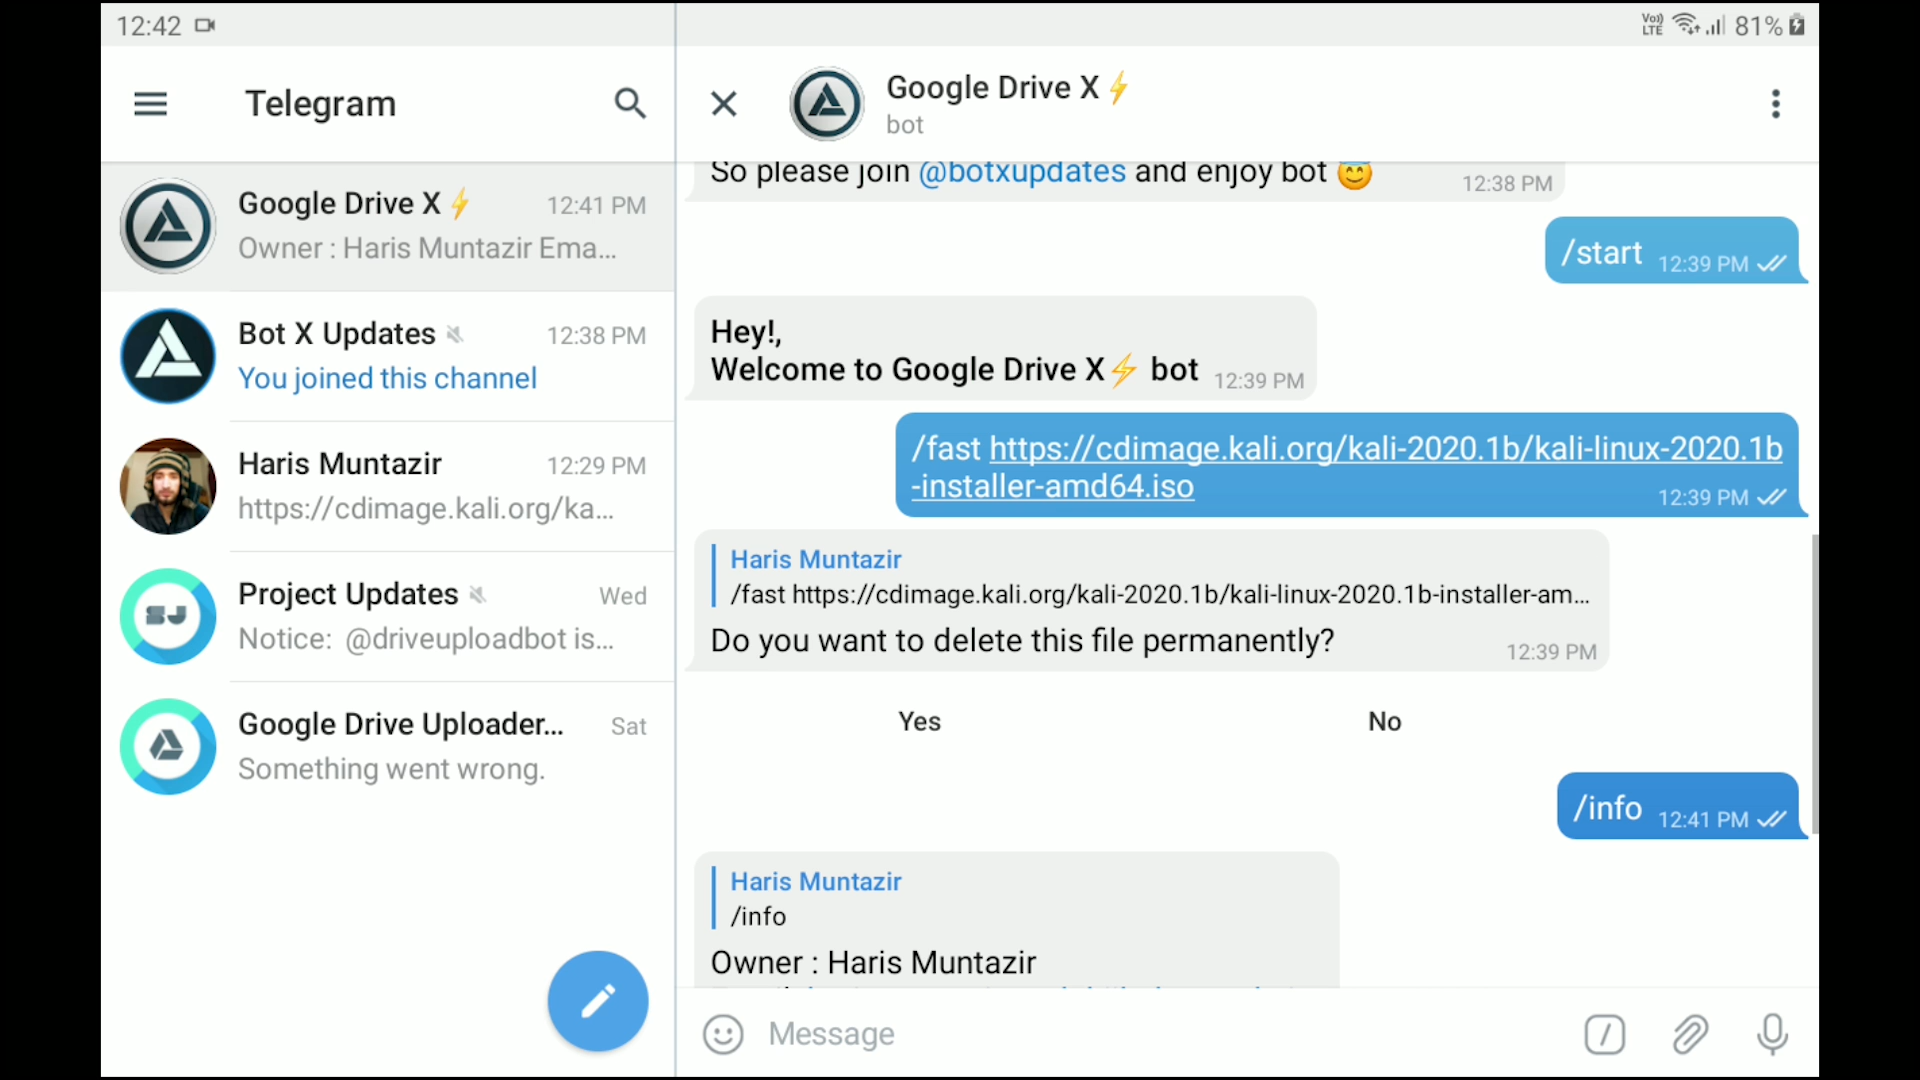 12:42
Vo)) LTE 81%
Telegram
Google Drive X⚡ 12:41 PM
Owner : Haris Muntazir Ema...
Bot X Updates 12:38 PM
You joined this channel
Haris Muntazir 12:29 PM
https://cdimage.kali.org/ka...
Project Updates Wed
Notice: @driveuploadbot is...
Google Drive Uploader... Sat
Something went wrong.
Google Drive X⚡
bot
So please join @botxupdates and enjoy bot 😇 12:38 PM
/start 12:39 PM
Hey!,
Welcome to Google Drive X⚡ bot 12:39 PM
/fast https://cdimage.kali.org/kali-2020.1b/kali-linux-2020.1b
-installer-amd64.iso 12:39 PM
Haris Muntazir
/fast https://cdimage.kali.org/kali-2020.1b/kali-linux-2020.1b-installer-am...
Do you want to delete this file permanently? 12:39 PM
Yes No
/info 12:41 PM
Haris Muntazir
/info
Owner : Haris Muntazir
Message